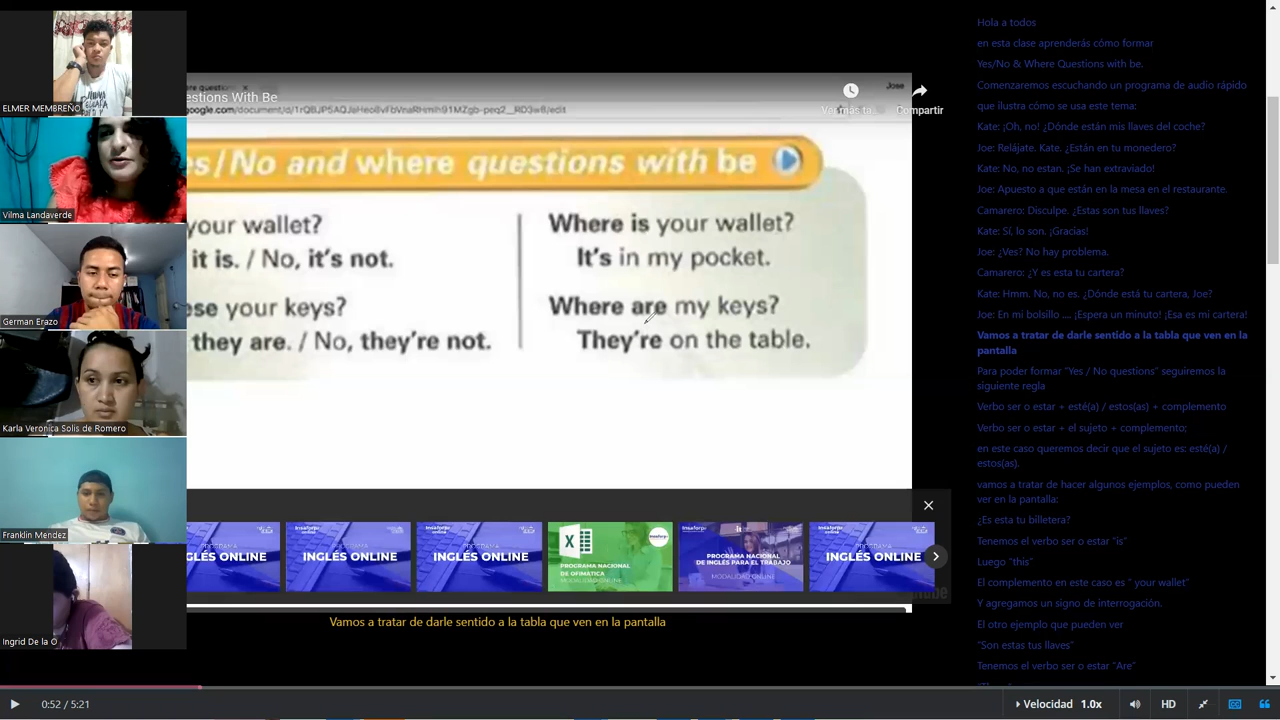 ELMER MEMBREÑO
Vilma Landaverde
German Erazo
Karla Veronica Solis de Romero
Franklin Mendez
Ingrid De la O
estions With Be
Jose
Ver más ta...
Compartir
es/No and where questions with be
your wallet?
it is. / No, it's not.
ese your keys?
they are. / No, they're not.
Where is your wallet?
It's in my pocket.
Where are my keys?
They're on the table.
INGLÉS ONLINE
PROGRAMA
INGLÉS ONLINE
PROGRAMA
INGLÉS ONLINE
PROGRAMA NACIONAL
DE OFIMÁTICA
MODALIDAD ONLINE
PROGRAMA NACIONAL
DE INGLÉS PARA EL TRABAJO
MODALIDAD ONLINE
PROGRAMA
INGLÉS ONLINE
Vamos a tratar de darle sentido a la tabla que ven en la pantalla
0:52 / 5:21
Velocidad 1.0x
HD
Hola a todos
en esta clase aprenderás cómo formar
Yes/No & Where Questions with be.
Comenzaremos escuchando un programa de audio rápido
que ilustra cómo se usa este tema:
Kate: ¡Oh, no! ¿Dónde están mis llaves del coche?
Joe: Relájate. Kate. ¿Están en tu monedero?
Kate: No, no estan. ¡Se han extraviado!
Joe: Apuesto a que están en la mesa en el restaurante.
Camarero: Disculpe. ¿Estas son tus llaves?
Kate: Sí, lo son. ¡Gracias!
Joe: ¿Ves? No hay problema.
Camarero: ¿Y es esta tu cartera?
Kate: Hmm. No, no es. ¿Dónde está tu cartera, Joe?
Joe: En mi bolsillo .... ¡Espera un minuto! ¡Esa es mi cartera!
Vamos a tratar de darle sentido a la tabla que ven en la
pantalla
Para poder formar "Yes / No questions" seguiremos la
siguiente regla
Verbo ser o estar + esté(a) / estos(as) + complemento
Verbo ser o estar + el sujeto + complemento;
en este caso queremos decir que el sujeto es: esté(a) /
estos(as).
vamos a tratar de hacer algunos ejemplos, como pueden
ver en la pantalla:
¿Es esta tu billetera?
Tenemos el verbo ser o estar "is"
Luego "this"
El complemento en este caso es " your wallet"
Y agregamos un signo de interrogación.
El otro ejemplo que pueden ver
"Son estas tus llaves"
Tenemos el verbo ser o estar "Are"